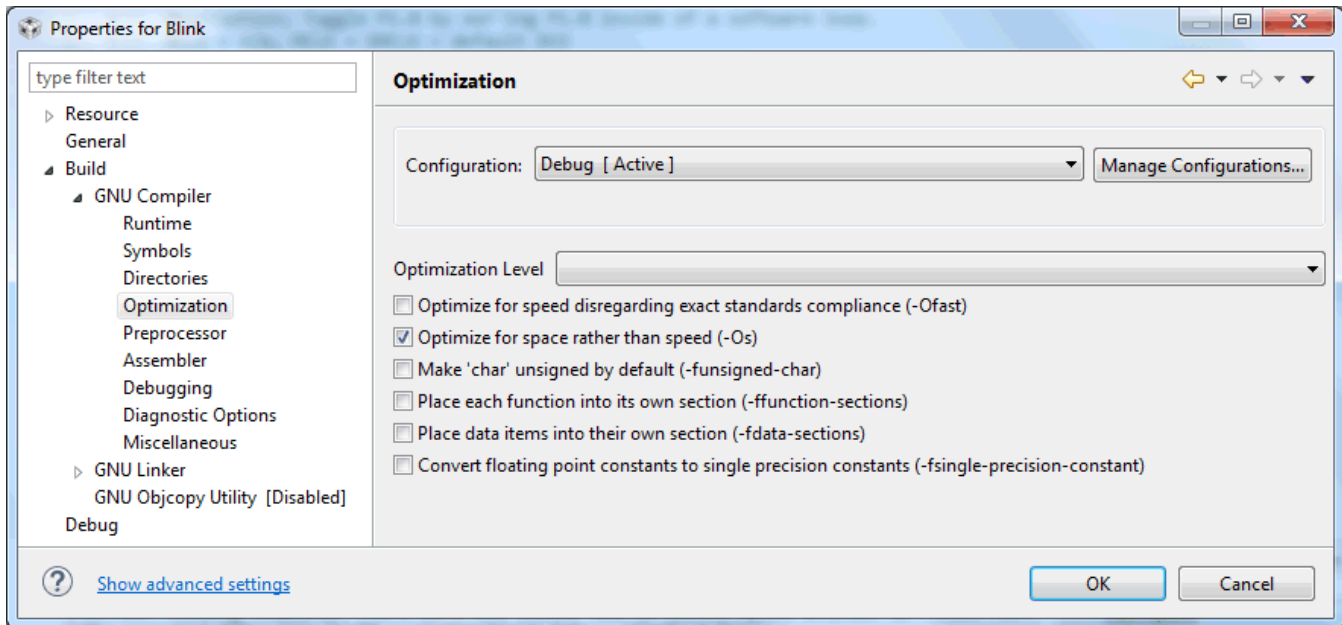 Properties for Blink
type filter text
Resource
General
Build
GNU Compiler
Runtime
Symbols
Directories
Optimization
Preprocessor
Assembler
Debugging
Diagnostic Options
Miscellaneous
GNU Linker
GNU Objcopy Utility [Disabled]
Debug
Optimization
Configuration: Debug [ Active ] Manage Configurations...
Optimization Level
Optimize for speed disregarding exact standards compliance (-Ofast)
Optimize for space rather than speed (-Os)
Make 'char' unsigned by default (-funsigned-char)
Place each function into its own section (-ffunction-sections)
Place data items into their own section (-fdata-sections)
Convert floating point constants to single precision constants (-fsingle-precision-constant)
? Show advanced settings
OK Cancel